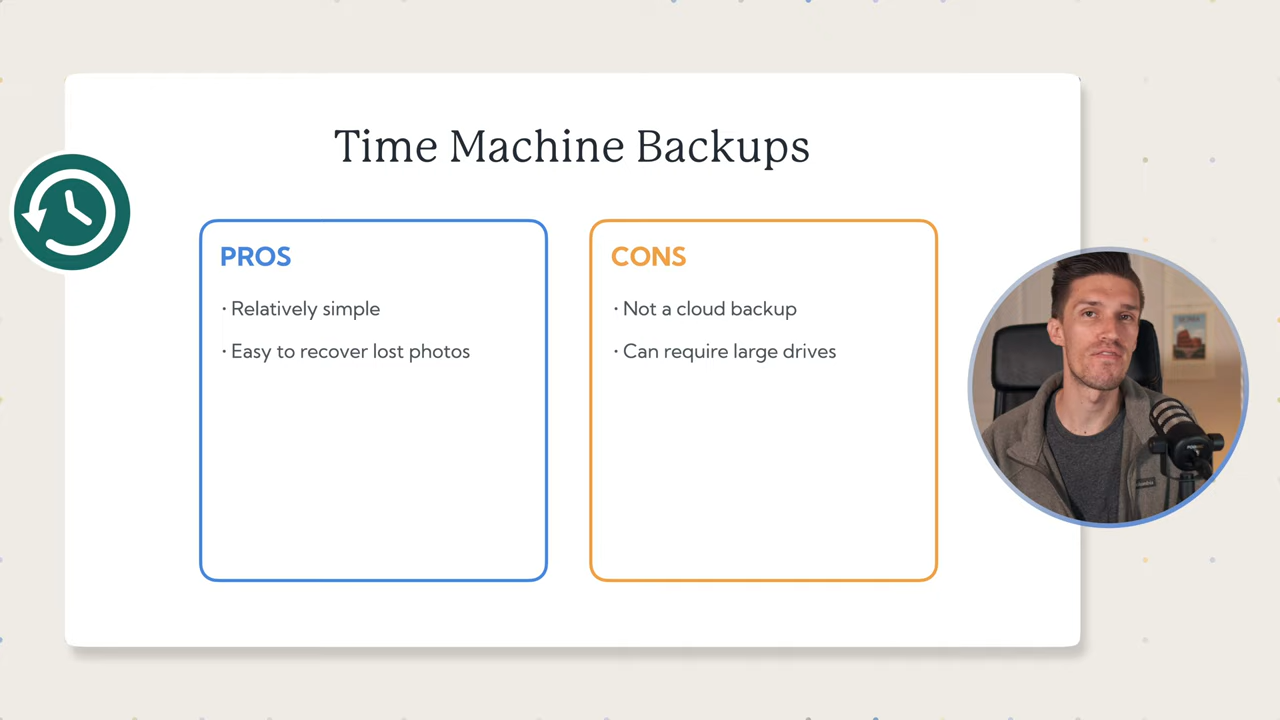 Time Machine Backups
PROS
· Relatively simple
· Easy to recover lost photos
CONS
· Not a cloud backup
· Can require large drives